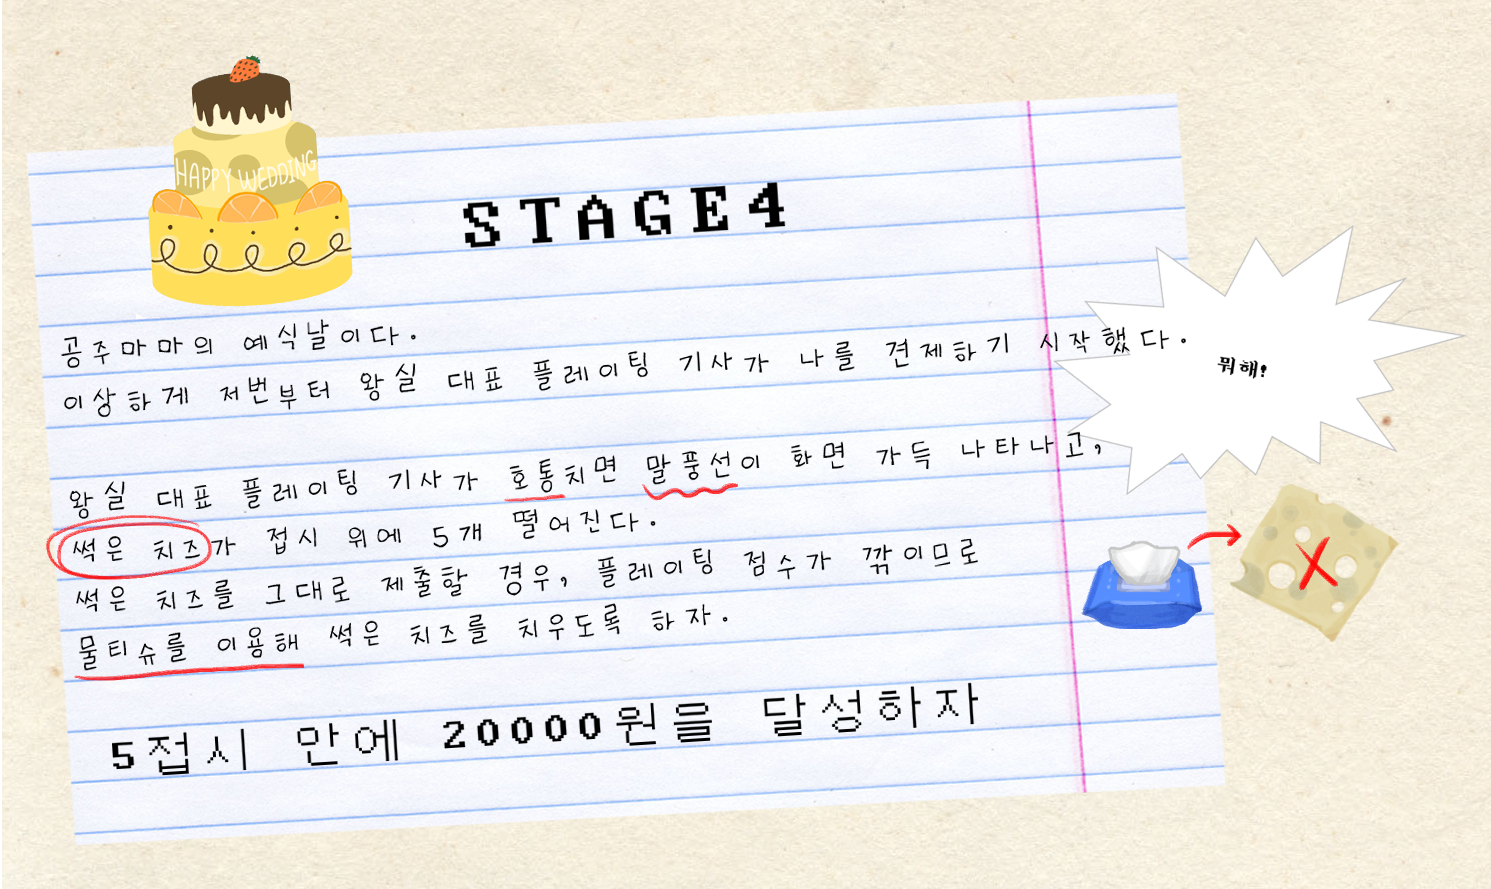 HAPPY WEDDING
STAGE4
공주마마의 예식날이다.
이상하게 저번부터 왕실 대표 플레이팅 기사가 나를 견제하기 시작했다.
뭐해!
왕실 대표 플레이팅 기사가 호통치면 말풍선이 화면 가득 나타나고,
썩은 치즈가 접시 위에 5개 떨어진다.
썩은 치즈를 그대로 제출할 경우, 플레이팅 점수가 깎이므로
물티슈를 이용해 썩은 치즈를 치우도록 하자.
5접시 안에 20000원을 달성하자